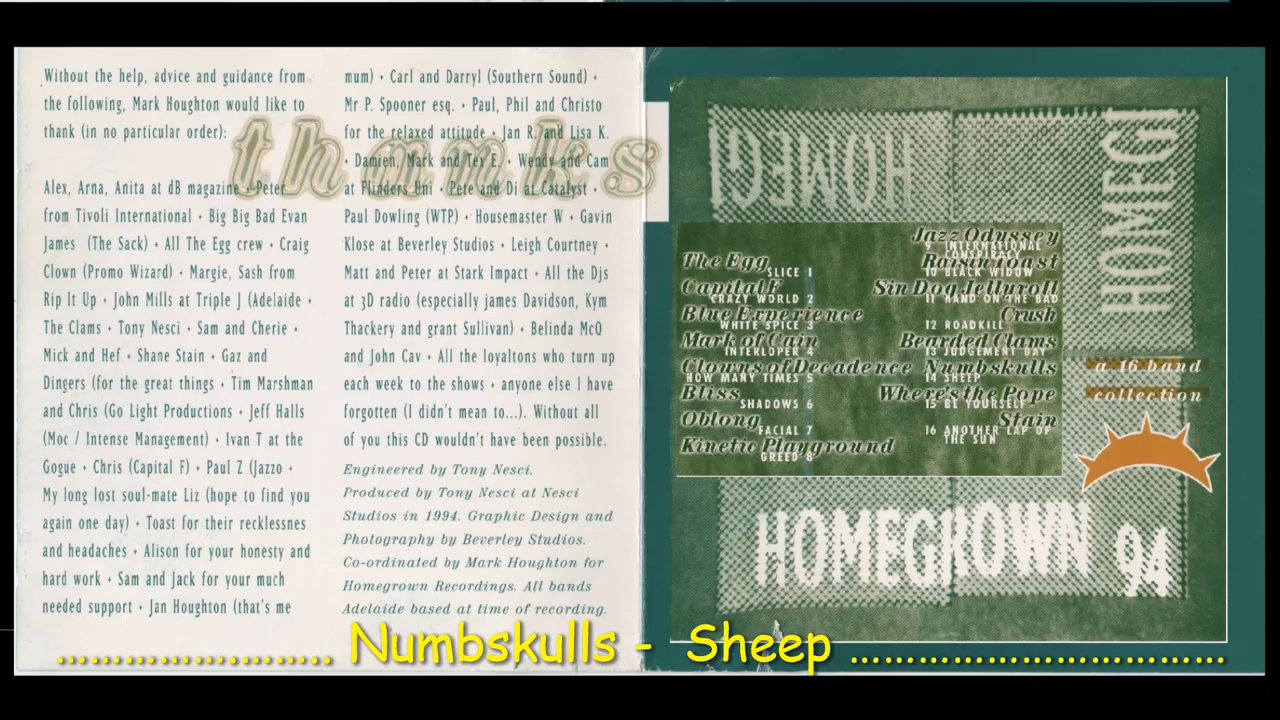 Without the help, advice and guidance from
the following, Mark Houghton would like to
thank (in no particular order):
thanks
Alex, Arna, Anita at dB magazine • Peter
from Tivoli International • Big Big Bad Evan
James (The Sack) • All The Egg crew • Craig
Clown (Promo Wizard) • Margie, Sash from
Rip It Up • John Mills at Triple J (Adelaide •
The Clams • Tony Nesci • Sam and Cherie •
Mick and Hef • Shane Stain • Gaz and
Dingers (for the great things • Tim Marshman
and Chris (Go Light Productions • Jeff Halls
(Moc / Intense Management) • Ivan T at the
Gogue • Chris (Capital F) • Paul Z (Jazzo •
My long lost soul-mate Liz (hope to find you
again one day) • Toast for their recklessnes
and headaches • Alison for your honesty and
hard work • Sam and Jack for your much
needed support • Jan Houghton (that's me
mum) • Carl and Darryl (Southern Sound) •
Mr P. Spooner esq. • Paul, Phil and Christo
for the relaxed attitude • Jan R. and Lisa K.
• Damien, Mark and Tex E. • Wendy and Cam
at Flinders Uni • Pete and Di at Catalyst •
Paul Dowling (WTP) • Housemaster W • Gavin
Klose at Beverley Studios • Leigh Courtney •
Matt and Peter at Stark Impact • All the Djs
at 3D radio (especially james Davidson, Kym
Thackery and grant Sullivan) • Belinda McQ
and John Cav • All the loyaltons who turn up
each week to the shows • anyone else I have
forgotten (I didn't mean to...). Without all
of you this CD wouldn't have been possible.
Engineered by Tony Nesci.
Produced by Tony Nesci at Nesci
Studios in 1994. Graphic Design and
Photography by Beverley Studios.
Co-ordinated by Mark Houghton for
Homegrown Recordings. All bands
Adelaide based at time of recording.
HOMEGI
HOMEGI
The Egg
SLICE 1
Capital F
CRAZY WORLD 2
Blue Experience
WHITE SPICE 3
Mark of Cain
INTERLOPER 4
Clowns of Decadence
HOW MANY TIMES 5
Bliss
SHADOWS 6
Oblong
FACIAL 7
Kinetic Playground
GREED 8
Jazz Odyssey
9 INTERNATIONAL
CONSPIRACY
Raisin Toast
10 BLACK WIDOW
Sin Dog Jellyroll
11 HAND ON THE BAD
Crush
12 ROADKILL
Bearded Clams
13 JUDGEMENT DAY
Numbskulls
14 SHEEP
Where's the Pope
15 BE YOURSELF
Stain
16 ANOTHER LAP OF
THE SUN
a 16 band
collection
HOMEGROWN 94
........................ Numbskulls - Sheep .................................